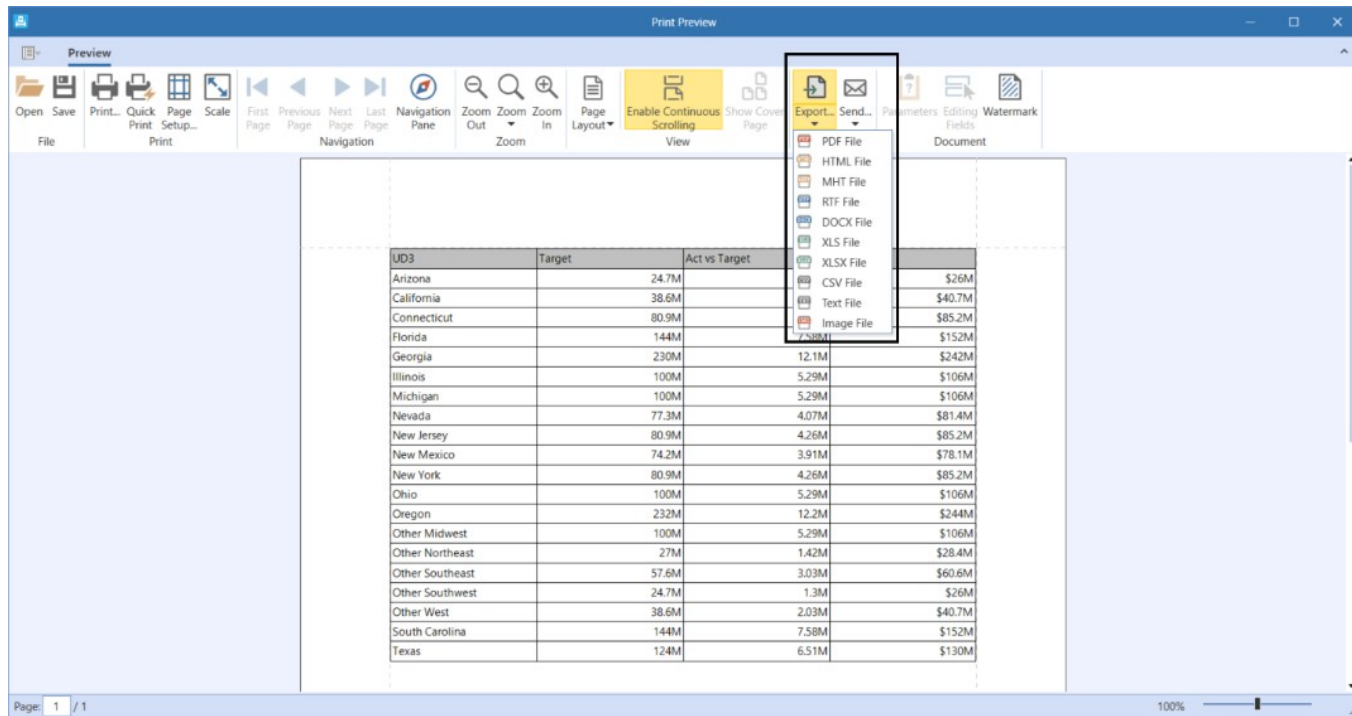 Print Preview
Preview
Open Save Print... Quick Print Page Setup... Scale First Page Previous Page Next Page Last Page Navigation Pane Zoom Out Zoom Zoom In Page Layout Enable Continuous Scrolling Show Cover Page Export... Send... Parameters Editing Fields Watermark
File Print Navigation Zoom View Document
PDF File
HTML File
MHT File
RTF File
DOCX File
XLS File
XLSX File
CSV File
Text File
Image File
UD3 Target Act vs Target
Arizona 24.7M $26M
California 38.6M $40.7M
Connecticut 80.9M $85.2M
Florida 144M 7.58M $152M
Georgia 230M 12.1M $242M
Illinois 100M 5.29M $106M
Michigan 100M 5.29M $106M
Nevada 77.3M 4.07M $81.4M
New Jersey 80.9M 4.26M $85.2M
New Mexico 74.2M 3.91M $78.1M
New York 80.9M 4.26M $85.2M
Ohio 100M 5.29M $106M
Oregon 232M 12.2M $244M
Other Midwest 100M 5.29M $106M
Other Northeast 27M 1.42M $28.4M
Other Southeast 57.6M 3.03M $60.6M
Other Southwest 24.7M 1.3M $26M
Other West 38.6M 2.03M $40.7M
South Carolina 144M 7.58M $152M
Texas 124M 6.51M $130M
Page: 1 / 1 100%